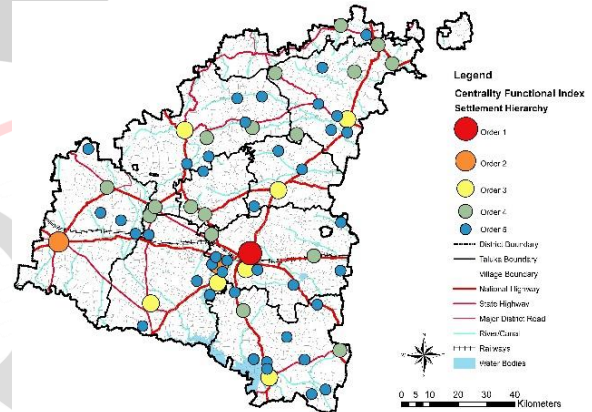 Legend
Centrality Functional Index
Settlement Hierarchy
Order 1
Order 2
Order 3
Order 4
Order 5
District Boundary
Taluka Boundary
Village Boundary
National Highway
State Highway
Major District Road
River/Canal
Railways
Water Bodies
0 5 10 20 30 40
Kilometers